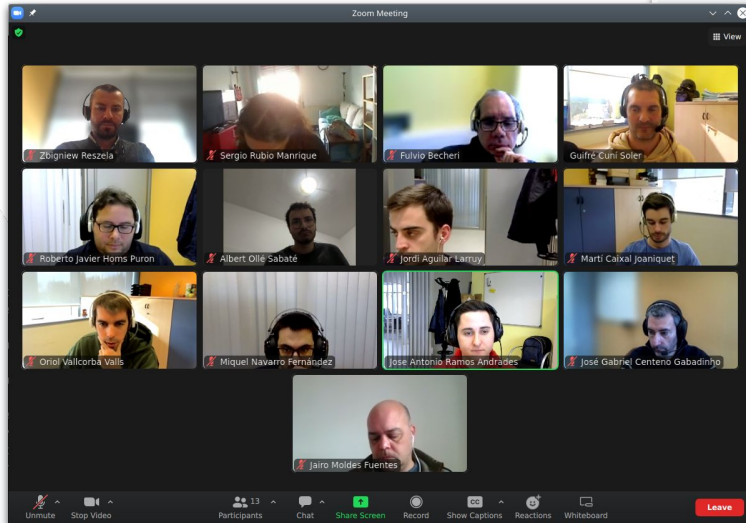 Zoom Meeting
View
Zbigniew Reszela
Sergio Rubio Manrique
Fulvio Becheri
Guifré Cuní Soler
Roberto Javier Homs Puron
Albert Ollé Sabaté
Jordi Aguilar Larruy
Martí Caixal Joaniquet
Oriol Vallcorba Valls
Miquel Navarro Fernández
Jose Antonio Ramos Andrades
José Gabriel Centeno Gabadinho
Jairo Moldes Fuentes
Unmute
Stop Video
13
Participants
Chat
Share Screen
Record
CC
Show Captions
Reactions
Whiteboard
Leave